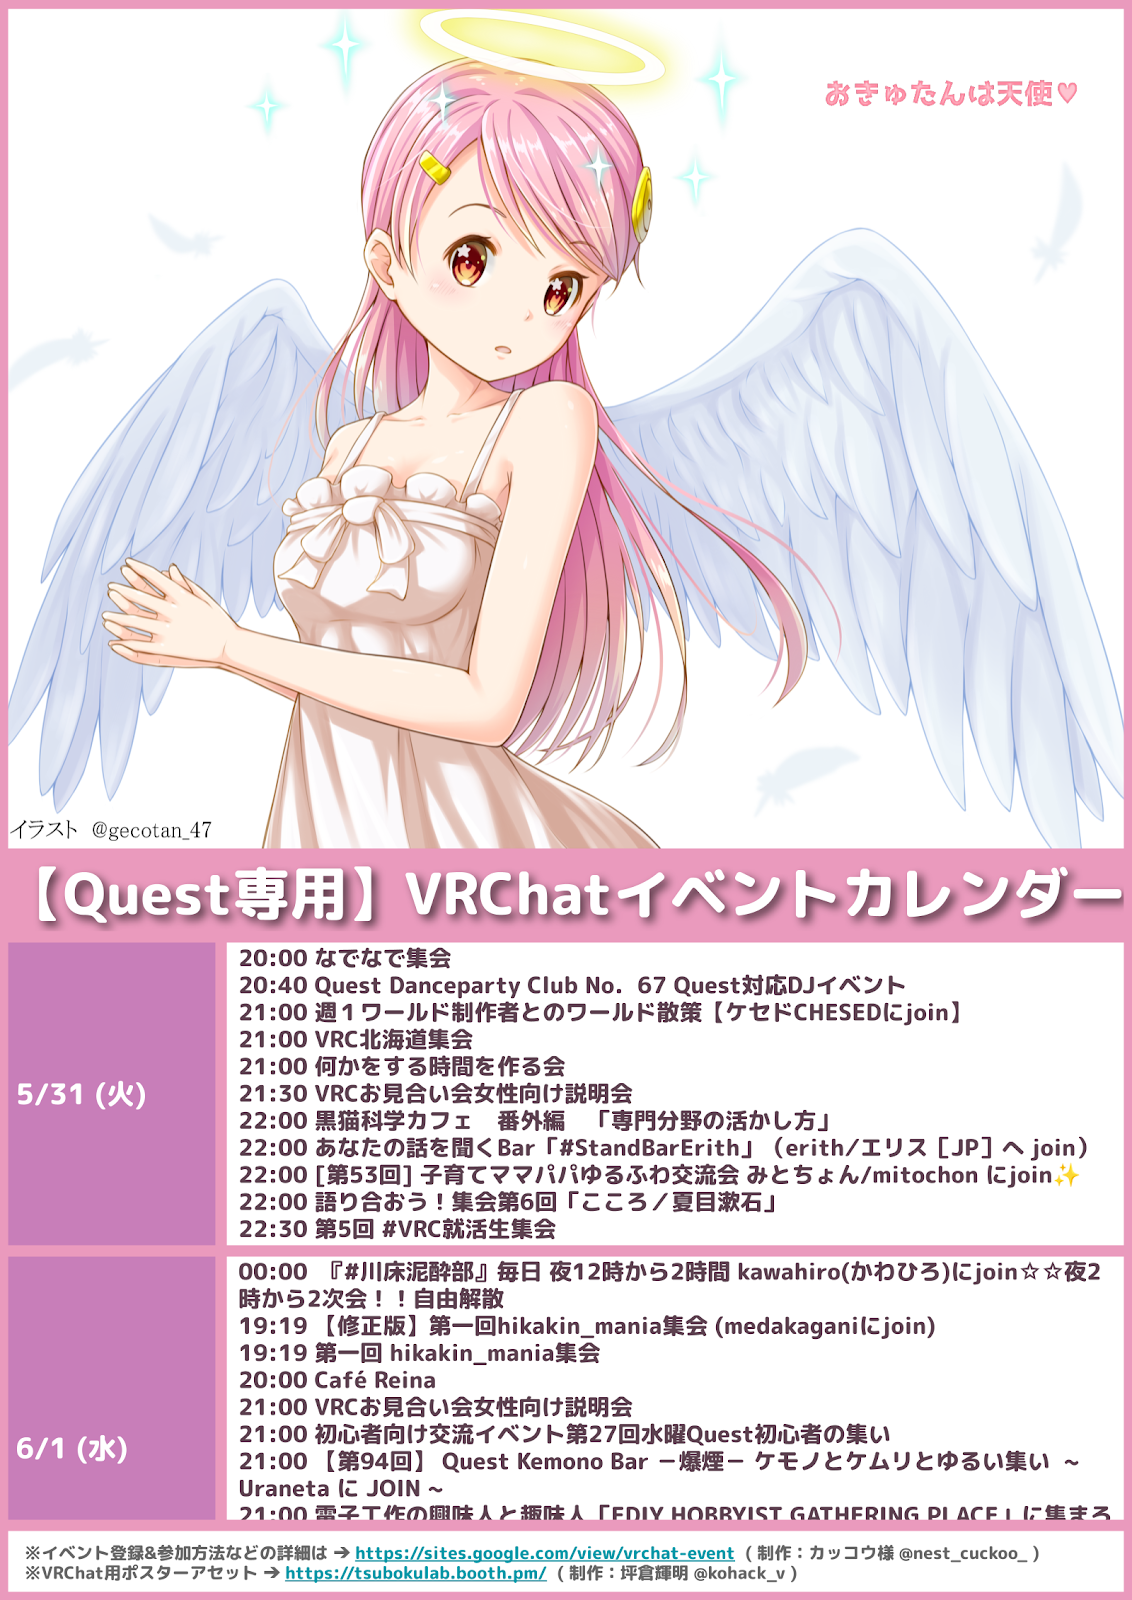 おきゅたんは天使♥
イラスト @gecotan_47
【Quest専用】VRChatイベントカレンダー
5/31 (火)
20:00 なでなで集会
20:40 Quest Danceparty Club No. 67 Quest対応DJイベント
21:00 週１ワールド制作者とのワールド散策【ケセドCHESEDにjoin】
21:00 VRC北海道集会
21:00 何かをする時間を作る会
21:30 VRCお見合い会女性向け説明会
22:00 黒猫科学カフェ　番外編　「専門分野の活かし方」
22:00 あなたの話を聞くBar「#StandBarErith」（erith/エリス［JP］へ join）
22:00 [第53回] 子育てママパパゆるふわ交流会 みとちょん/mitochon にjoin✨
22:00 語り合おう！集会第6回「こころ／夏目漱石」
22:30 第5回 #VRC就活生集会
6/1 (水)
00:00 『#川床泥酔部』毎日 夜12時から2時間 kawahiro(かわひろ)にjoin☆☆夜2
時から2次会！！自由解散
19:19 【修正版】第一回hikakin_mania集会 (medakaganiにjoin)
19:19 第一回 hikakin_mania集会
20:00 Café Reina
21:00 VRCお見合い会女性向け説明会
21:00 初心者向け交流イベント第27回水曜Quest初心者の集い
21:00 【第94回】 Quest Kemono Bar －爆煙－ ケモノとケムリとゆるい集い ～
Uraneta に JOIN ~
21:00 電子工作の興味人と趣味人「EDIY HOBBYIST GATHERING PLACE」に集まろ
※イベント登録&参加方法などの詳細は → https://sites.google.com/view/vrchat-event ( 制作：カッコウ様 @nest_cuckoo_ )
※VRChat用ポスターアセット → https://tsubokulab.booth.pm/ ( 制作：坪倉輝明 @kohack_v )